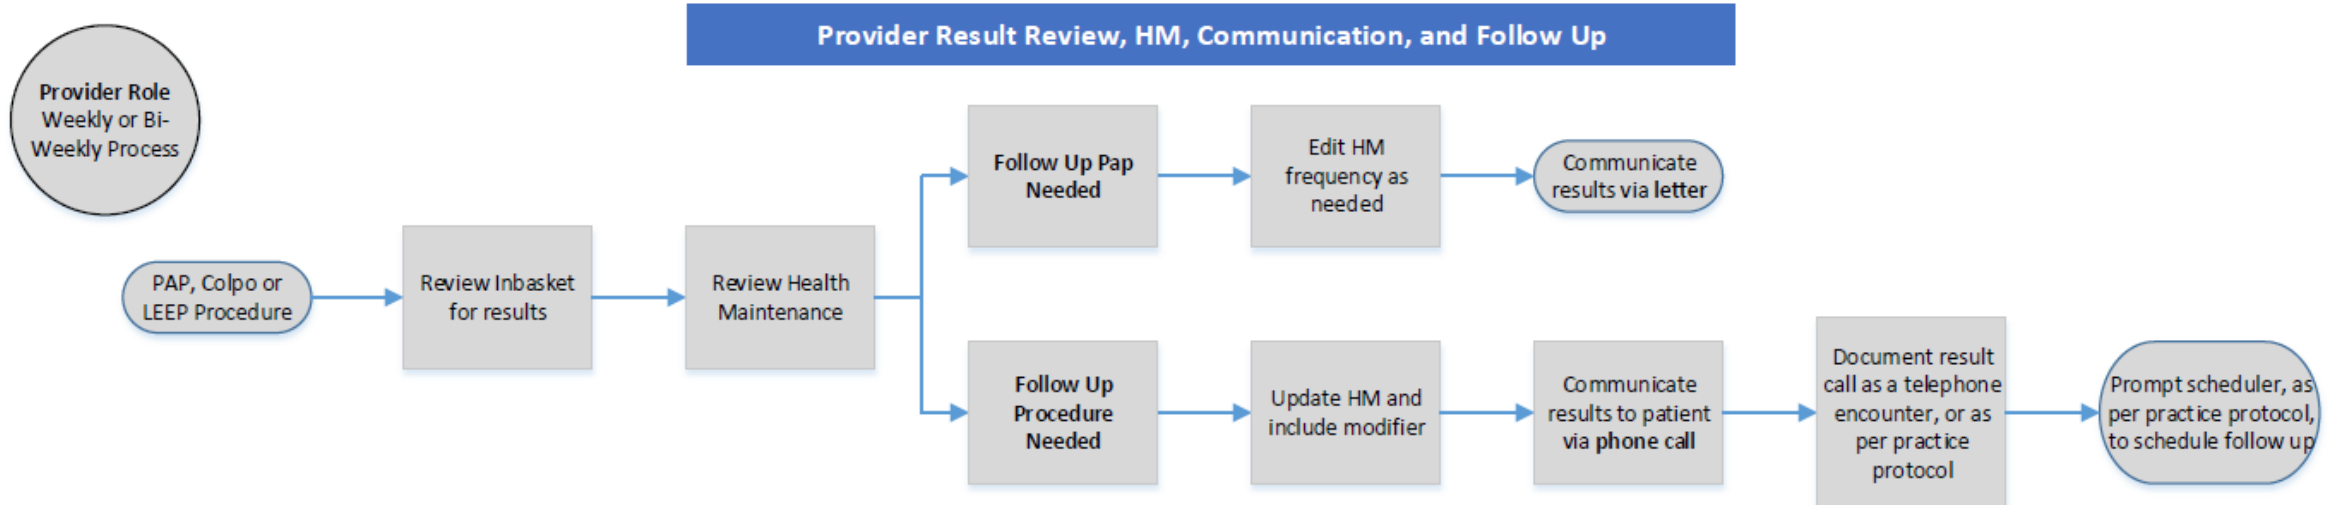 Provider Result Review, HM, Communication, and Follow Up
Provider Role
Weekly or Bi-
Weekly Process
PAP, Colpo or
LEEP Procedure
Review Inbasket
for results
Review Health
Maintenance
Follow Up Pap
Needed
Edit HM
frequency as
needed
Communicate
results via letter
Follow Up
Procedure
Needed
Update HM and
include modifier
Communicate
results to patient
via phone call
Document result
call as a telephone
encounter, or as
per practice
protocol
Prompt scheduler, as
per practice protocol,
to schedule follow up